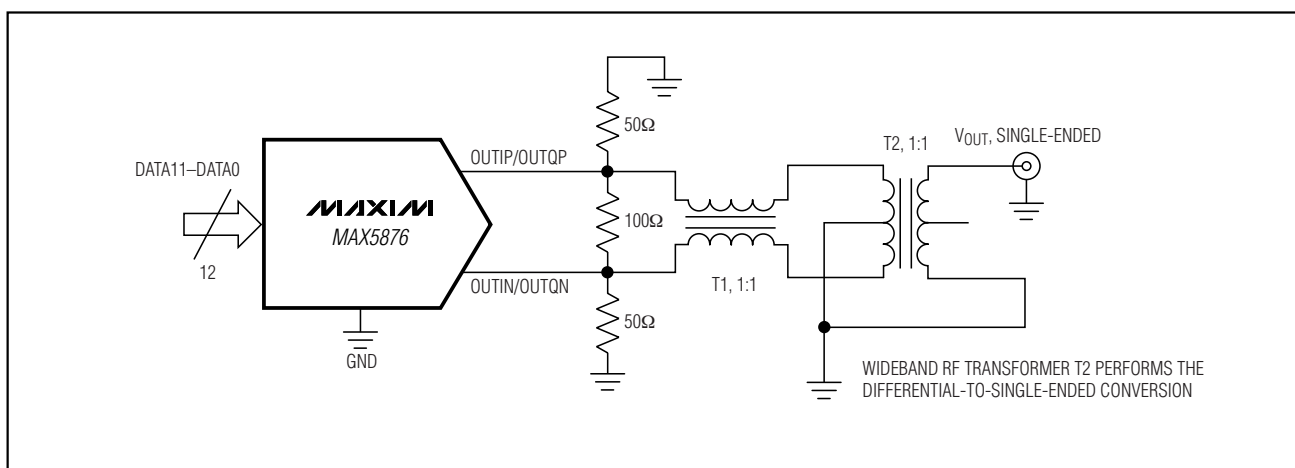 50Ω
T2, 1:1
VOUT, SINGLE-ENDED
DATA11–DATA0
OUTIP/OUTQP
MAXIM
MAX5876
100Ω
12
OUTIN/OUTQN
T1, 1:1
50Ω
GND
WIDEBAND RF TRANSFORMER T2 PERFORMS THE
DIFFERENTIAL-TO-SINGLE-ENDED CONVERSION